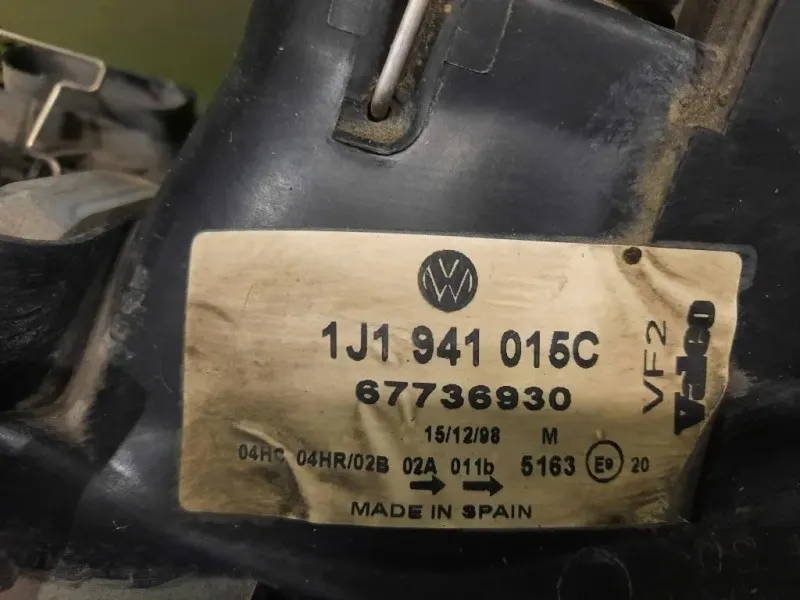 1J1 941 015C
67736930
15/12/98 M
04HC 04HR/02B 02A 011b 5163 E9 20
MADE IN SPAIN
VF2
Valeo